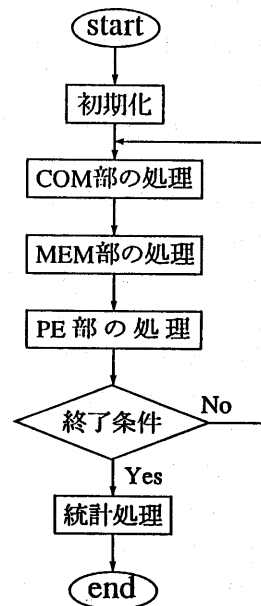 start
初期化
COM部の処理
MEM部の処理
PE部の処理
終了条件
No
Yes
統計処理
end